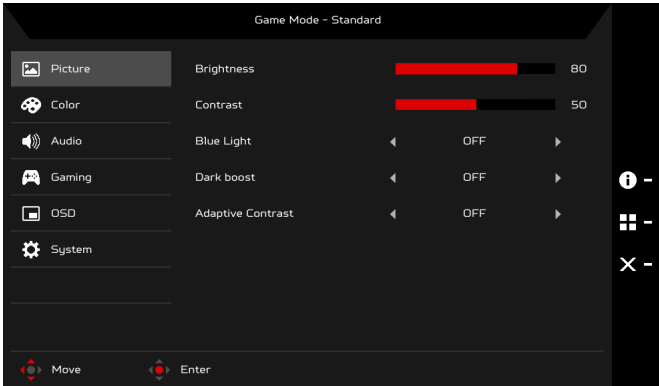 Game Mode - Standard
Picture
Brightness 80
Color
Contrast 50
Audio
Blue Light OFF
Gaming
Dark boost OFF
OSD
Adaptive Contrast OFF
System
Move Enter